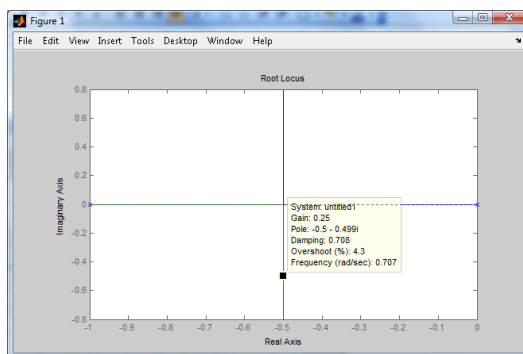 Figure 1
File Edit View Insert Tools Desktop Window Help
Root Locus
0.8
0.6
0.4
0.2
0
-0.2
-0.4
-0.6
-0.8
Imaginary Axis
System: untitled1
Gain: 0.25
Pole: -0.5 - 0.499i
Damping: 0.708
Overshoot (%): 4.3
Frequency (rad/sec): 0.707
-1 -0.9 -0.8 -0.7 -0.6 -0.5 -0.4 -0.3 -0.2 -0.1 0
Real Axis